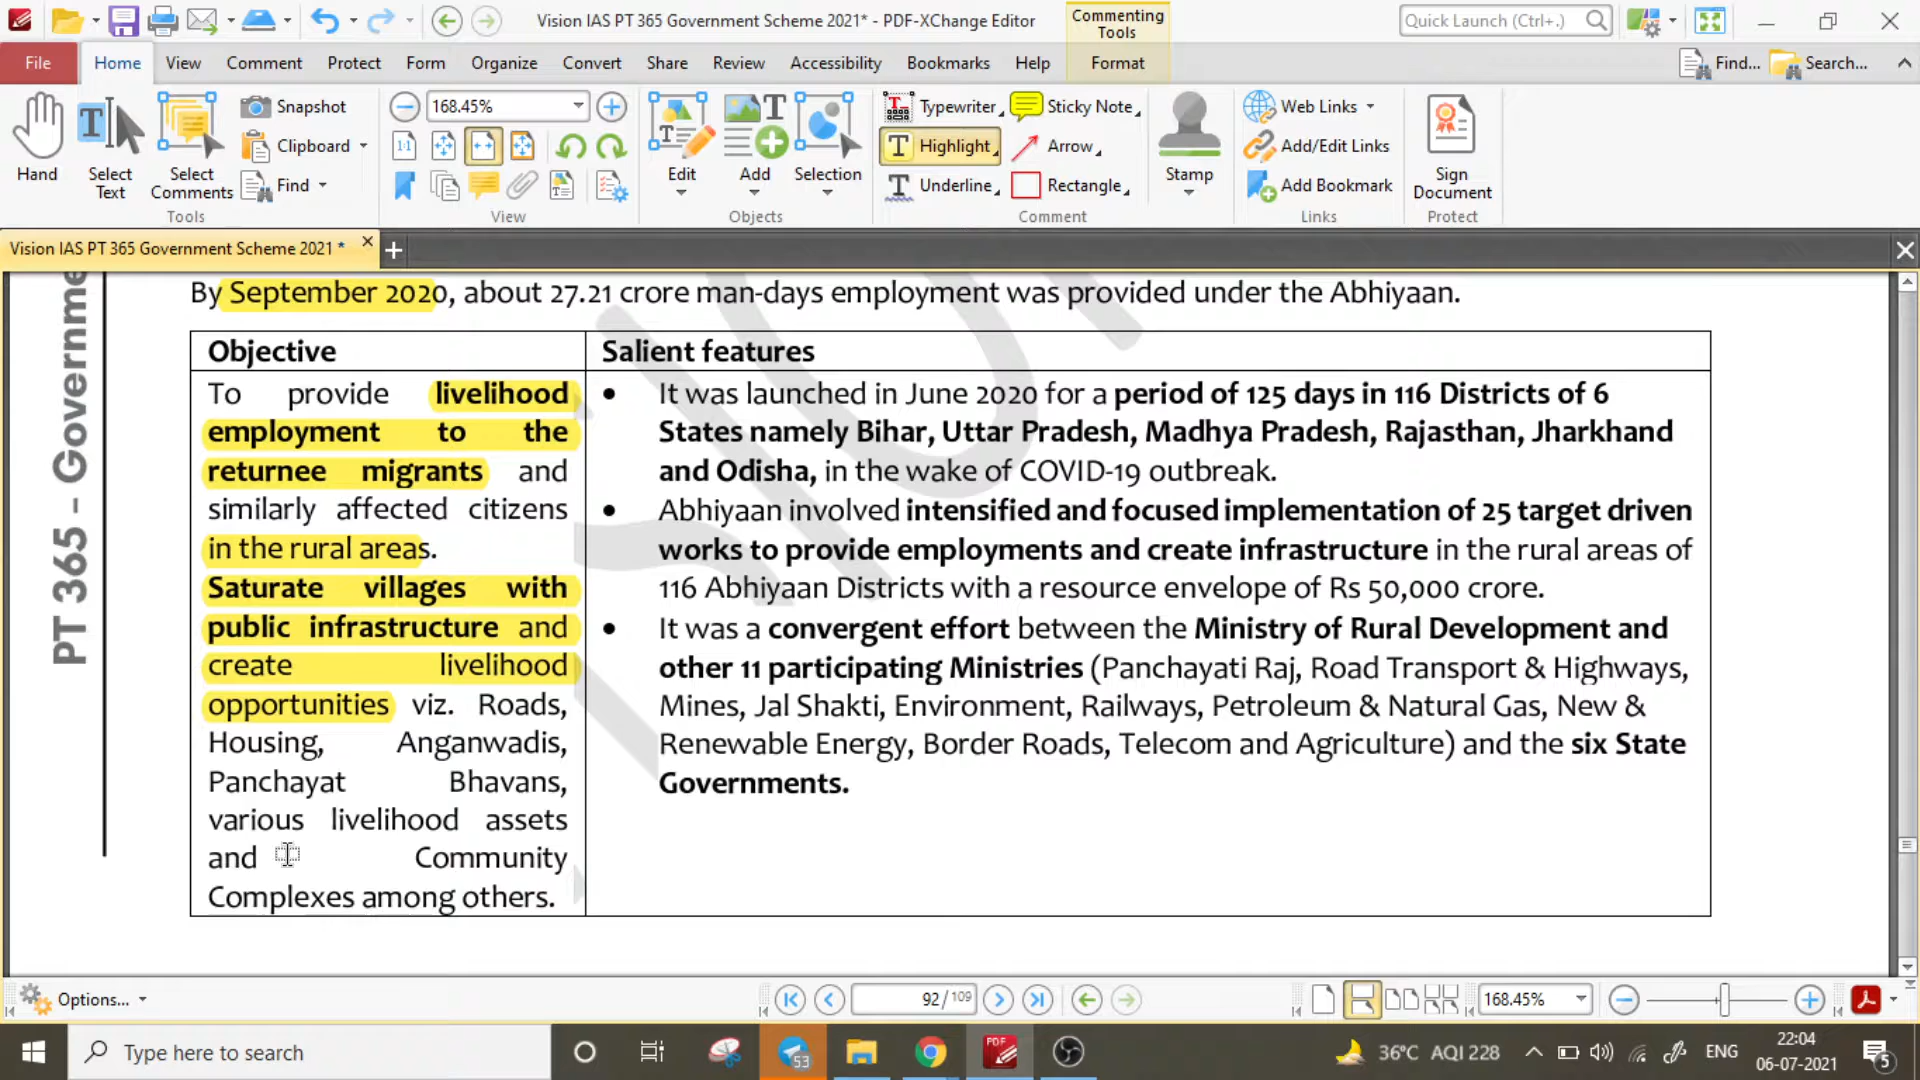 Vision IAS PT 365 Government Scheme 2021* - PDF-XChange Editor
Commenting Tools
Quick Launch (Ctrl+.)
File
Home
View
Comment
Protect
Form
Organize
Convert
Share
Review
Accessibility
Bookmarks
Help
Format
Find...
Search...
Hand
Select Text
Select Comments
Snapshot
Clipboard
Find
Tools
168.45%
View
Edit
Add
Selection
Objects
Typewriter
Highlight
Underline
Sticky Note
Arrow
Rectangle
Comment
Stamp
Web Links
Add/Edit Links
Add Bookmark
Links
Sign Document
Protect
Vision IAS PT 365 Government Scheme 2021 *
PT 365 - Governme
By September 2020, about 27.21 crore man-days employment was provided under the Abhiyaan.
Objective
To provide livelihood
employment to the
returnee migrants and
similarly affected citizens
in the rural areas.
Saturate villages with
public infrastructure and
create livelihood
opportunities viz. Roads,
Housing, Anganwadis,
Panchayat Bhavans,
various livelihood assets
and Community
Complexes among others.
Salient features
• It was launched in June 2020 for a period of 125 days in 116 Districts of 6
States namely Bihar, Uttar Pradesh, Madhya Pradesh, Rajasthan, Jharkhand
and Odisha, in the wake of COVID-19 outbreak.
• Abhiyaan involved intensified and focused implementation of 25 target driven
works to provide employments and create infrastructure in the rural areas of
116 Abhiyaan Districts with a resource envelope of Rs 50,000 crore.
• It was a convergent effort between the Ministry of Rural Development and
other 11 participating Ministries (Panchayati Raj, Road Transport & Highways,
Mines, Jal Shakti, Environment, Railways, Petroleum & Natural Gas, New &
Renewable Energy, Border Roads, Telecom and Agriculture) and the six State
Governments.
Options...
92 / 109
168.45%
Type here to search
53
PDF
36°C AQI 228
ENG
22:04
06-07-2021
5